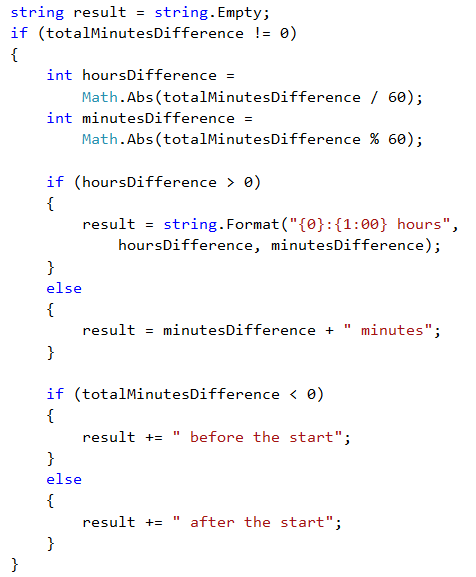 string result = string.Empty;
if (totalMinutesDifference != 0)
{
    int hoursDifference =
        Math.Abs(totalMinutesDifference / 60);
    int minutesDifference =
        Math.Abs(totalMinutesDifference % 60);

    if (hoursDifference > 0)
    {
        result = string.Format("{0}:{1:00} hours",
            hoursDifference, minutesDifference);
    }
    else
    {
        result = minutesDifference + " minutes";
    }

    if (totalMinutesDifference < 0)
    {
        result += " before the start";
    }
    else
    {
        result += " after the start";
    }
}